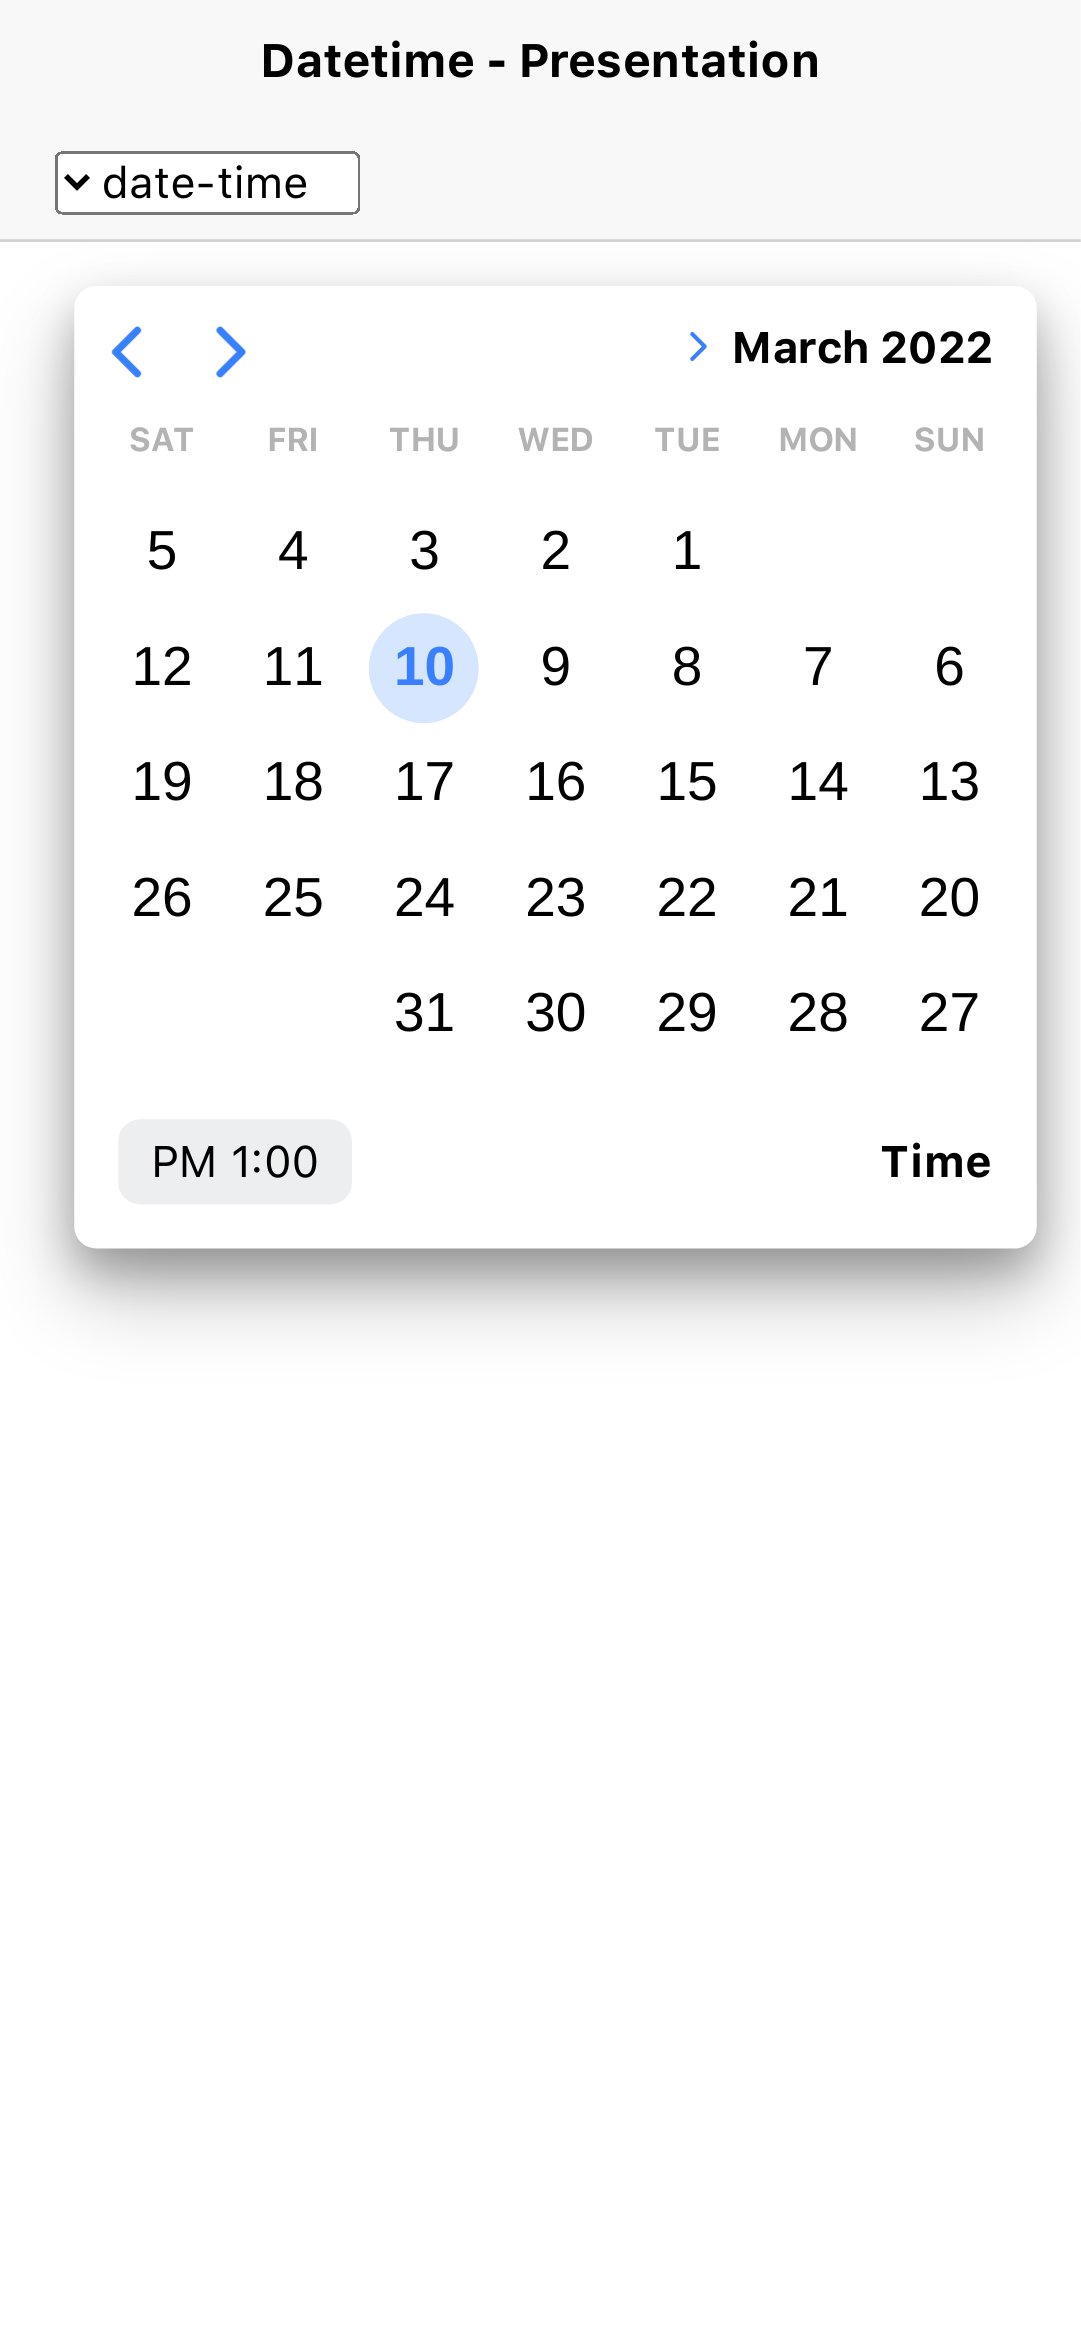 Datetime - Presentation
date-time
March 2022
SAT FRI THU WED TUE MON SUN
5 4 3 2 1
12 11 10 9 8 7 6
19 18 17 16 15 14 13
26 25 24 23 22 21 20
31 30 29 28 27
PM 1:00 Time